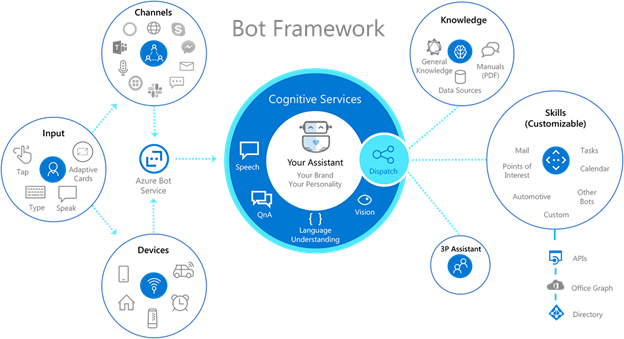 Bot Framework
Channels
Input
Tap
Adaptive
Cards
Type
Speak
Azure Bot
Service
Devices
Cognitive Services
Your Assistant
Your Brand
Your Personality
Speech
QnA
{ }
Language
Understanding
Vision
Dispatch
Knowledge
General
Knowledge
Manuals
(PDF)
Data Sources
Skills
(Customizable)
Mail
Tasks
Points of
Interest
Calendar
Automotive
Other
Bots
Custom
3P Assistant
APIs
Office Graph
Directory